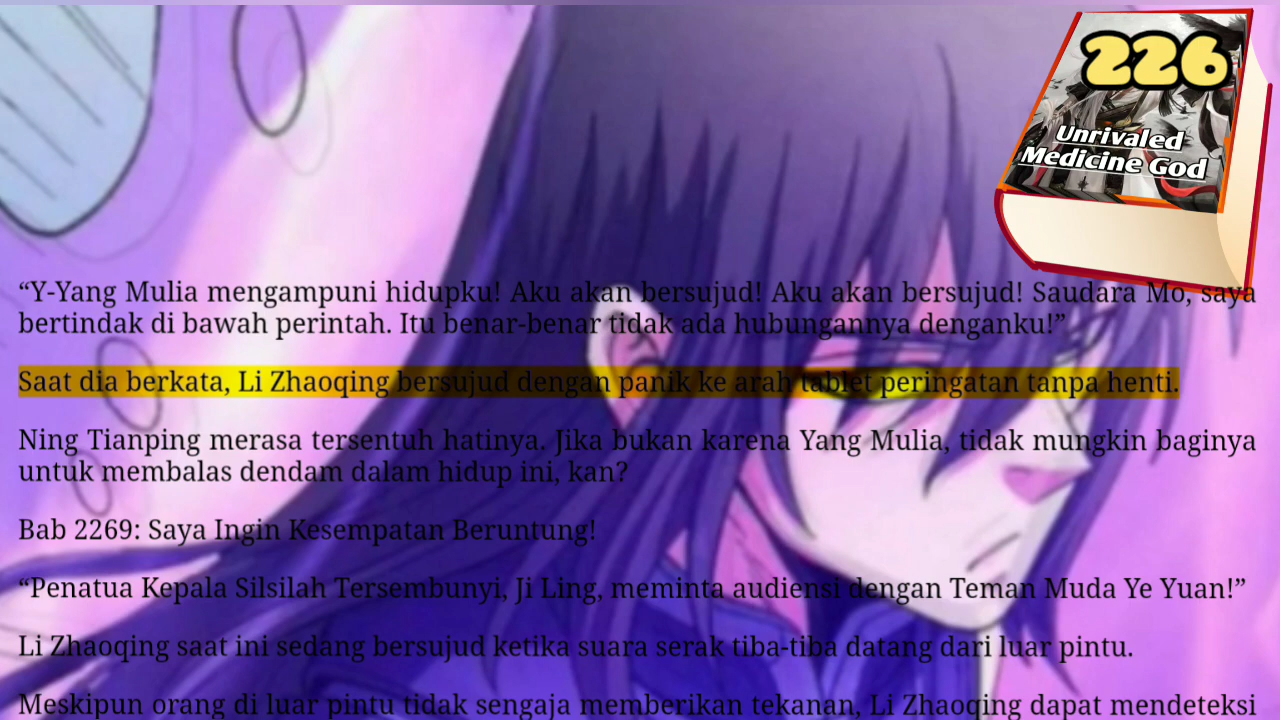 226
Unrivaled
Medicine God
“Y-Yang Mulia mengampuni hidupku! Aku akan bersujud! Aku akan bersujud! Saudara Mo, saya
bertindak di bawah perintah. Itu benar-benar tidak ada hubungannya denganku!”
Saat dia berkata, Li Zhaoqing bersujud dengan panik ke arah tablet peringatan tanpa henti.
Ning Tianping merasa tersentuh hatinya. Jika bukan karena Yang Mulia, tidak mungkin baginya
untuk membalas dendam dalam hidup ini, kan?
Bab 2269: Saya Ingin Kesempatan Beruntung!
“Penatua Kepala Silsilah Tersembunyi, Ji Ling, meminta audiensi dengan Teman Muda Ye Yuan!”
Li Zhaoqing saat ini sedang bersujud ketika suara serak tiba-tiba datang dari luar pintu.
Meskipun orang di luar pintu tidak sengaja memberikan tekanan, Li Zhaoqing dapat mendeteksi